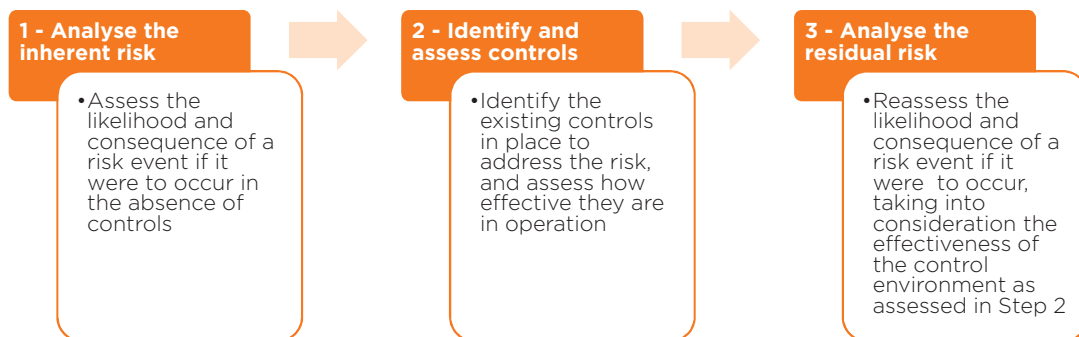 1 - Analyse the
inherent risk
•Assess the
likelihood and
consequence of a
risk event if it
were to occur in
the absence of
controls
2 - Identify and
assess controls
•Identify the
existing controls
in place to
address the risk,
and assess how
effective they are
in operation
3 - Analyse the
residual risk
•Reassess the
likelihood and
consequence of a
risk event if it
were  to occur,
taking into
consideration the
effectiveness of
the control
environment as
assessed in Step 2